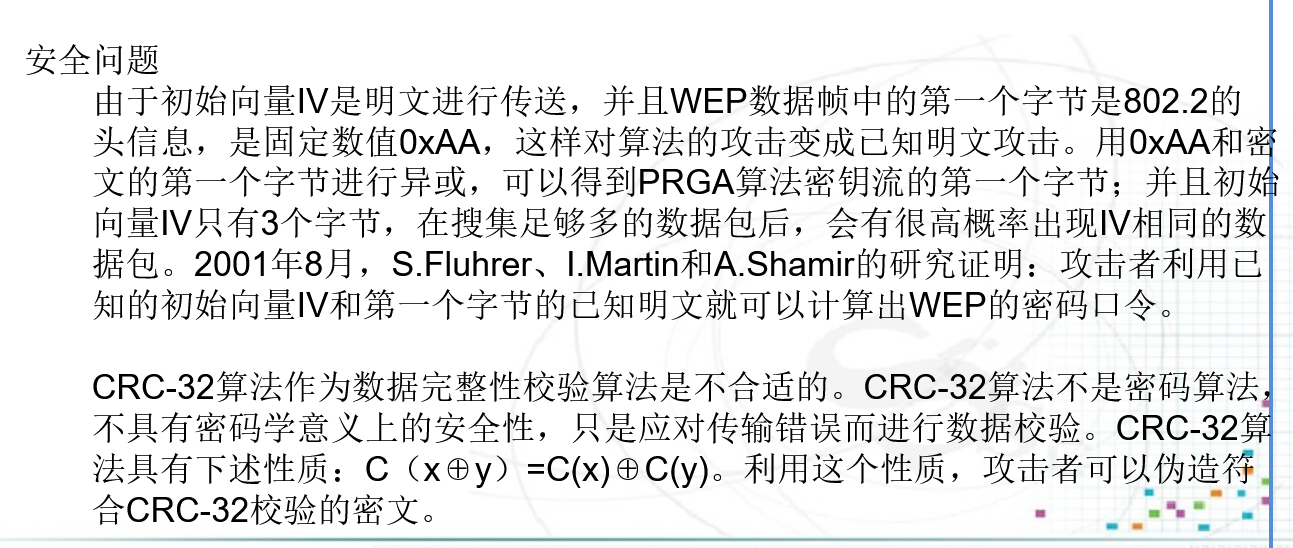 安全问题
由于初始向量IV是明文进行传送，并且WEP数据帧中的第一个字节是802.2的
头信息，是固定数值0xAA，这样对算法的攻击变成已知明文攻击。用0xAA和密
文的第一个字节进行异或，可以得到PRGA算法密钥流的第一个字节；并且初始
向量IV只有3个字节，在搜集足够多的数据包后，会有很高概率出现IV相同的数
据包。2001年8月，S.Fluhrer、I.Martin和A.Shamir的研究证明：攻击者利用已
知的初始向量IV和第一个字节的已知明文就可以计算出WEP的密码口令。
CRC-32算法作为数据完整性校验算法是不合适的。CRC-32算法不是密码算法，
不具有密码学意义上的安全性，只是应对传输错误而进行数据校验。CRC-32算
法具有下述性质：C（x⊕y）=C(x)⊕C(y)。利用这个性质，攻击者可以伪造符
合CRC-32校验的密文。